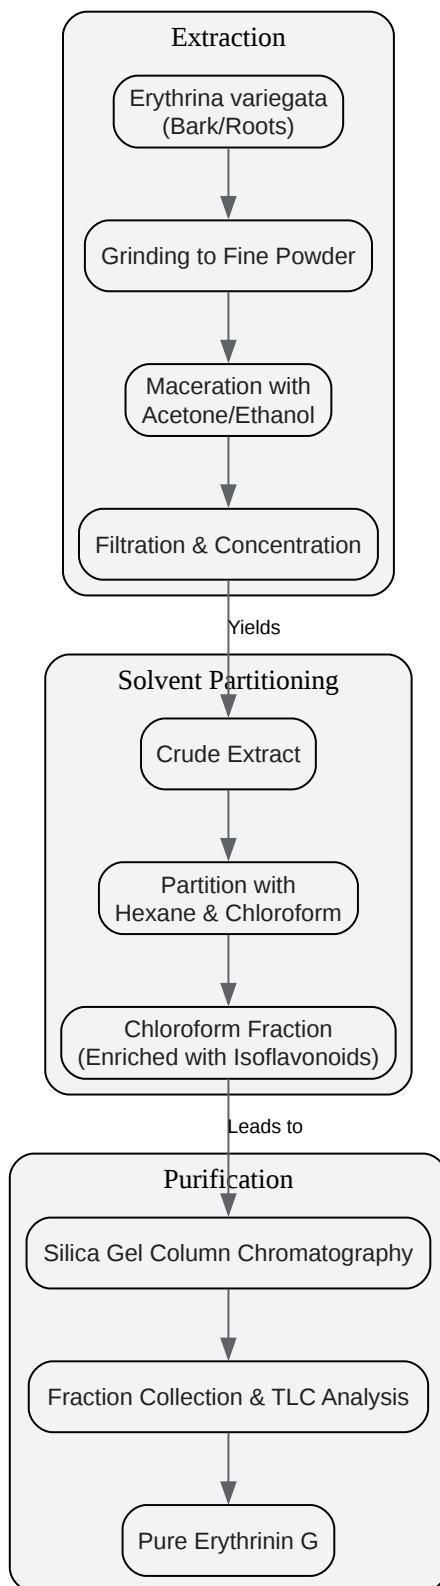 Extraction
Erythrina variegata
(Bark/Roots)
Grinding to Fine Powder
Maceration with
Acetone/Ethanol
Filtration & Concentration
Yields
Solvent Partitioning
Crude Extract
Partition with
Hexane & Chloroform
Chloroform Fraction
(Enriched with Isoflavonoids)
Leads to
Purification
Silica Gel Column Chromatography
Fraction Collection & TLC Analysis
Pure Erythrinin G